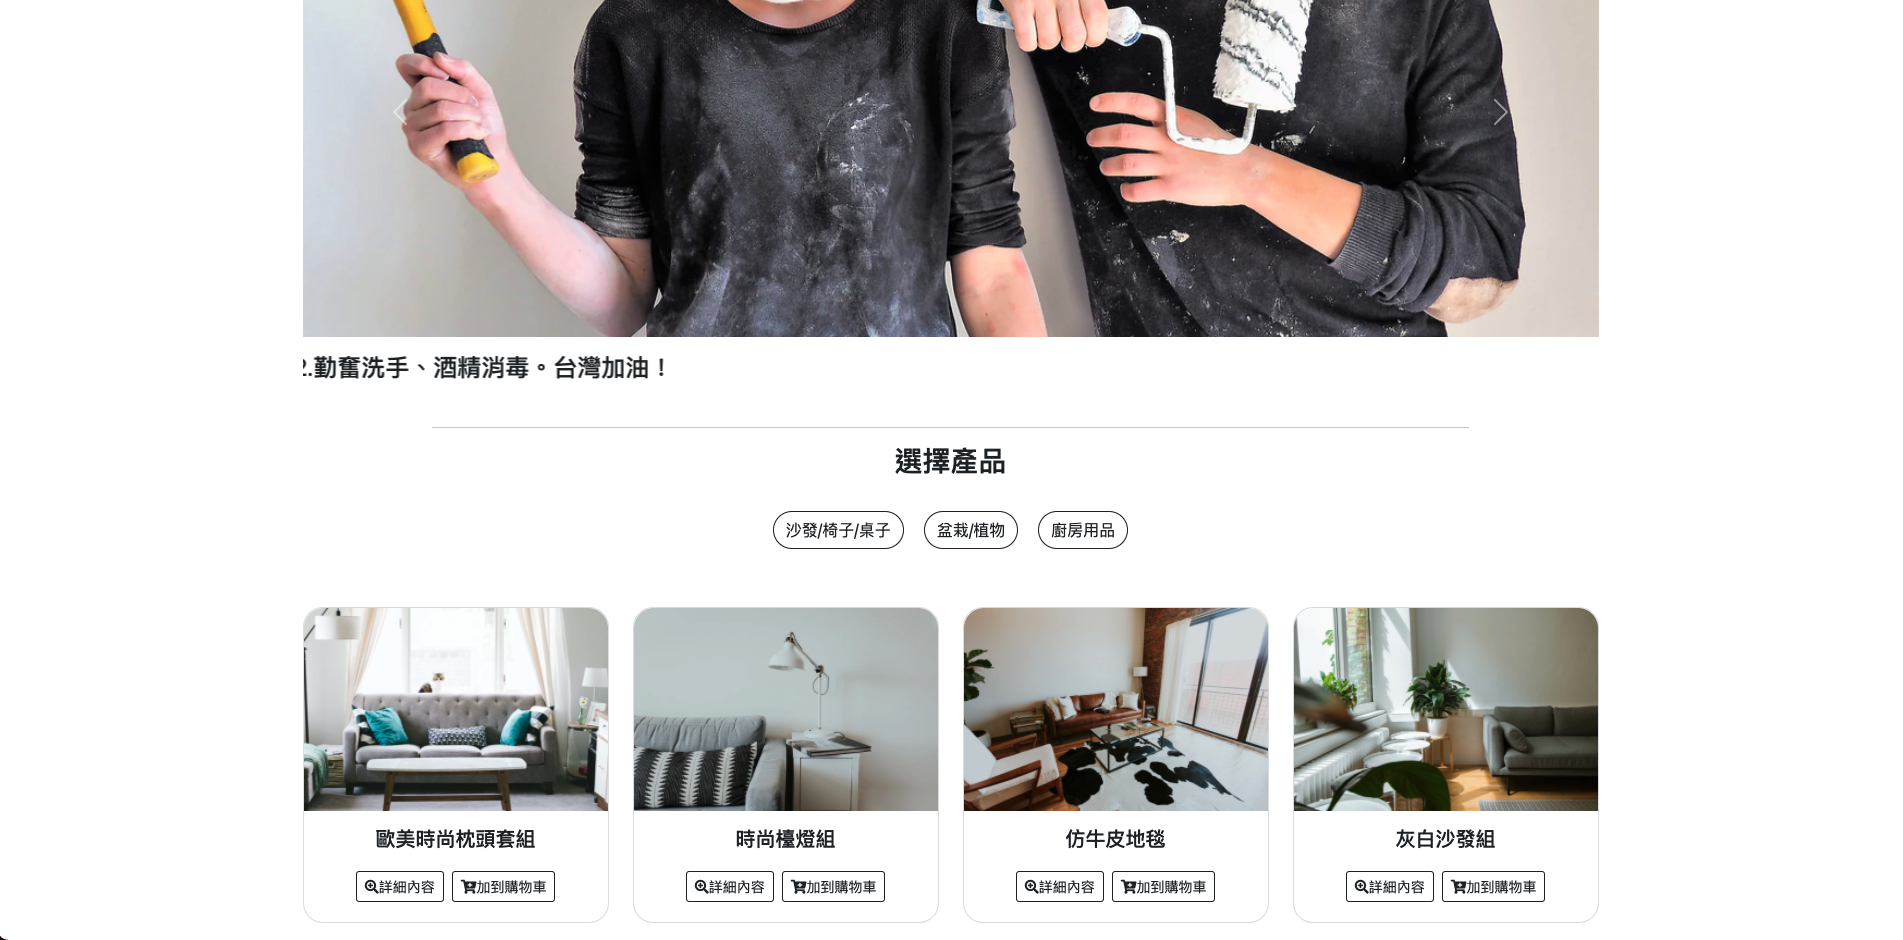 2.勤奮洗手、酒精消毒。台灣加油！
選擇產品
沙發/椅子/桌子
盆栽/植物
廚房用品
歐美時尚枕頭套組
詳細內容
加到購物車
時尚檯燈組
詳細內容
加到購物車
仿牛皮地毯
詳細內容
加到購物車
灰白沙發組
詳細內容
加到購物車